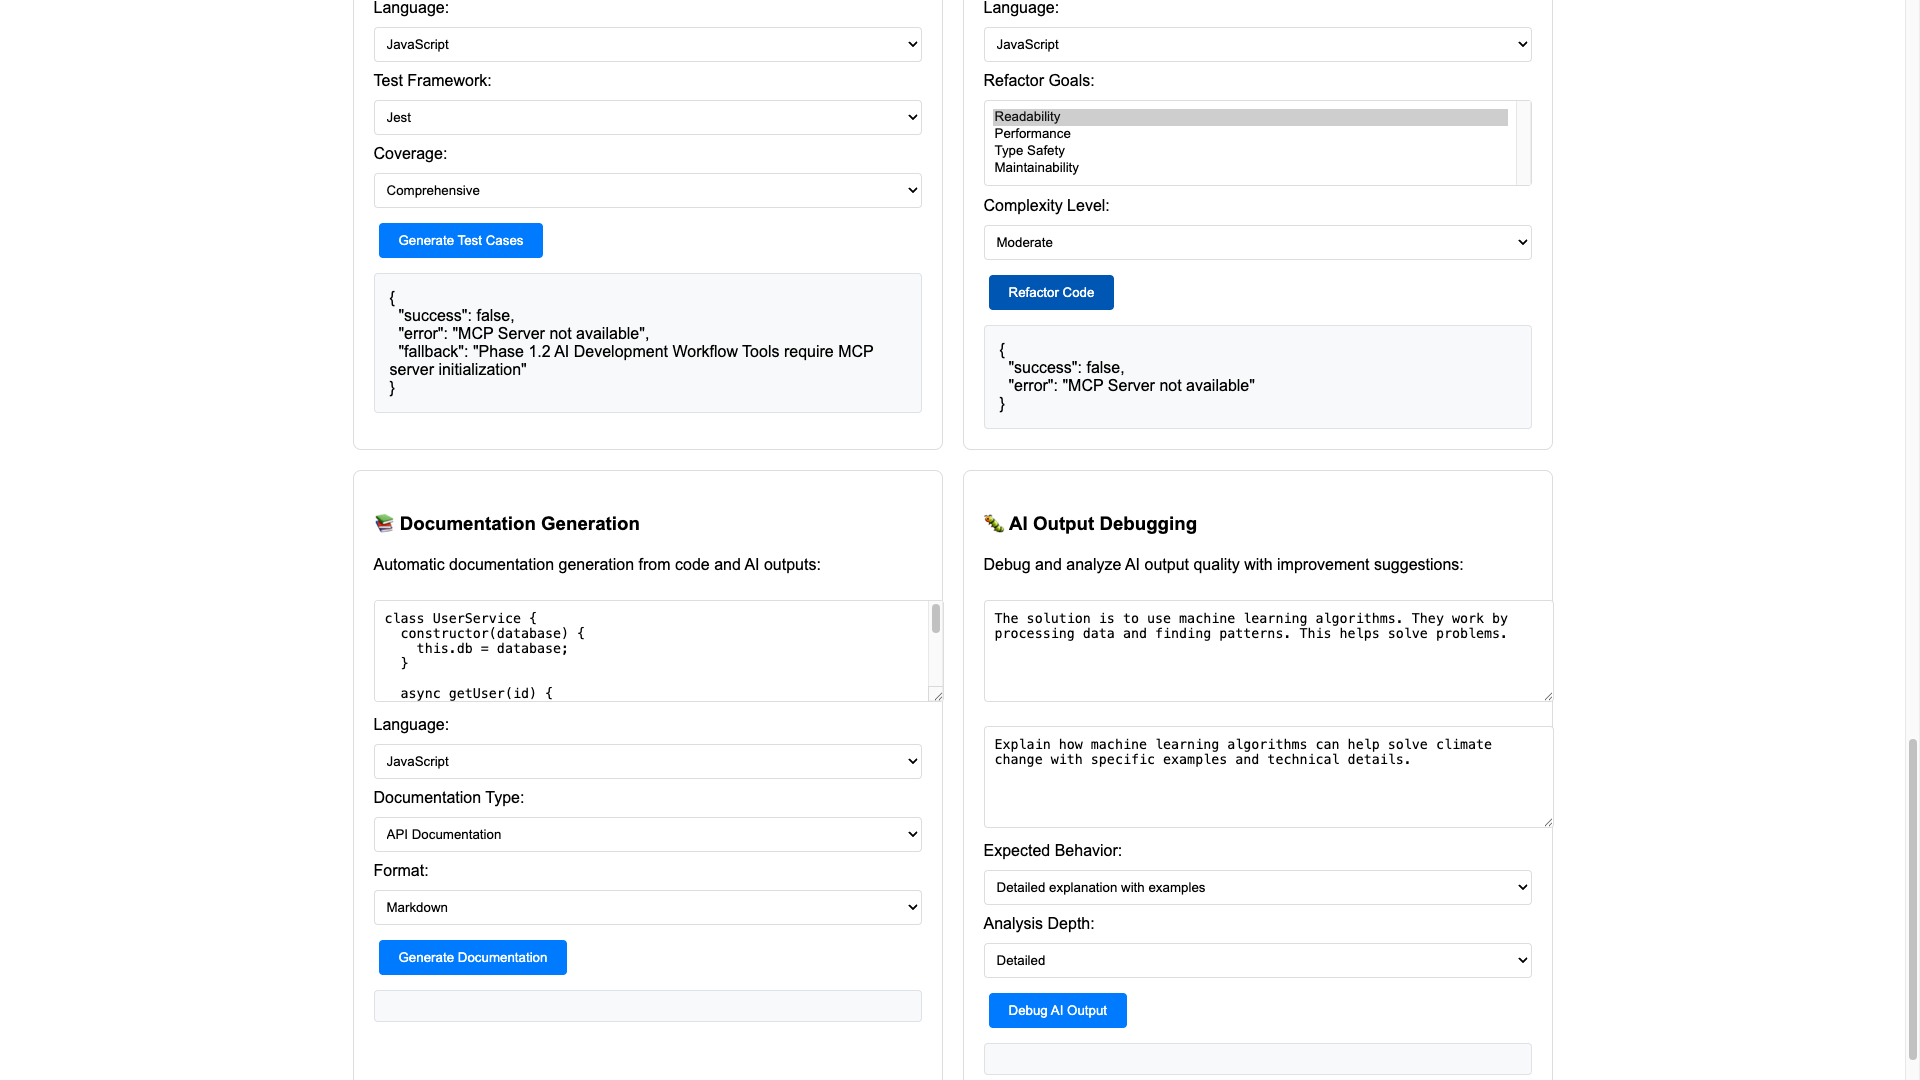 Language:
JavaScript
Test Framework:
Jest
Coverage:
Comprehensive
Generate Test Cases
{
  "success": false,
  "error": "MCP Server not available",
  "fallback": "Phase 1.2 AI Development Workflow Tools require MCP
server initialization"
}
Language:
JavaScript
Refactor Goals:
Readability
Performance
Type Safety
Maintainability
Complexity Level:
Moderate
Refactor Code
{
  "success": false,
  "error": "MCP Server not available"
}
📚 Documentation Generation
Automatic documentation generation from code and AI outputs:
class UserService {
  constructor(database) {
    this.db = database;
  }
  async getUser(id) {
Language:
JavaScript
Documentation Type:
API Documentation
Format:
Markdown
Generate Documentation
🐛 AI Output Debugging
Debug and analyze AI output quality with improvement suggestions:
The solution is to use machine learning algorithms. They work by
processing data and finding patterns. This helps solve problems.
Explain how machine learning algorithms can help solve climate
change with specific examples and technical details.
Expected Behavior:
Detailed explanation with examples
Analysis Depth:
Detailed
Debug AI Output